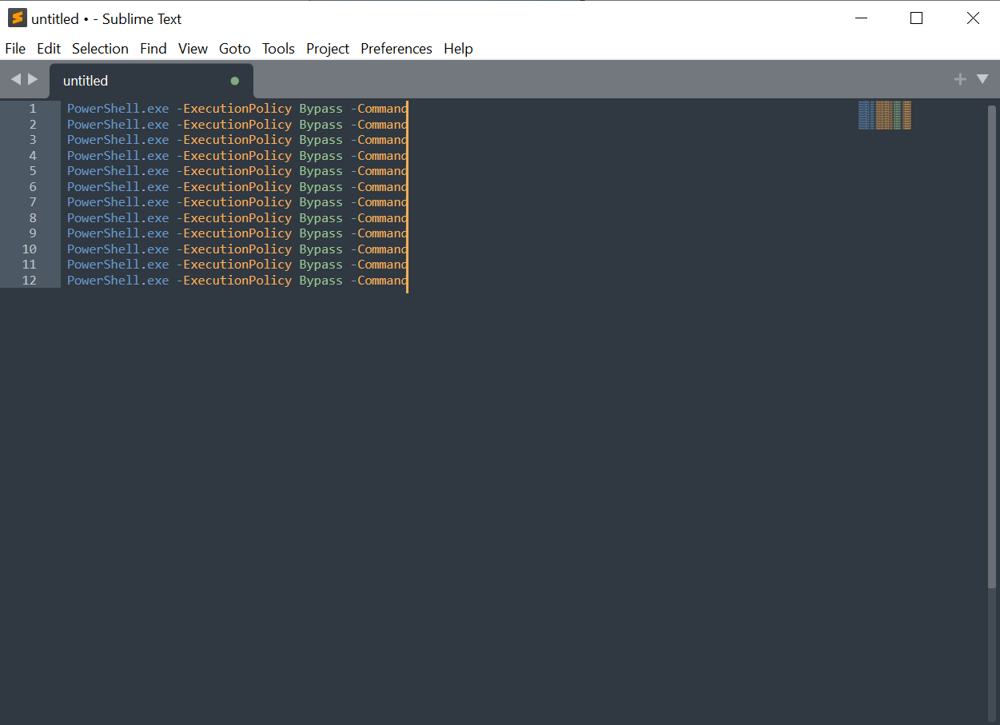 untitled • - Sublime Text
File Edit Selection Find View Goto Tools Project Preferences Help
untitled
1 PowerShell.exe -ExecutionPolicy Bypass -Command
2 PowerShell.exe -ExecutionPolicy Bypass -Command
3 PowerShell.exe -ExecutionPolicy Bypass -Command
4 PowerShell.exe -ExecutionPolicy Bypass -Command
5 PowerShell.exe -ExecutionPolicy Bypass -Command
6 PowerShell.exe -ExecutionPolicy Bypass -Command
7 PowerShell.exe -ExecutionPolicy Bypass -Command
8 PowerShell.exe -ExecutionPolicy Bypass -Command
9 PowerShell.exe -ExecutionPolicy Bypass -Command
10 PowerShell.exe -ExecutionPolicy Bypass -Command
11 PowerShell.exe -ExecutionPolicy Bypass -Command
12 PowerShell.exe -ExecutionPolicy Bypass -Command